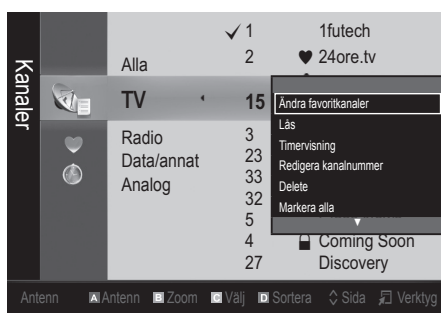 Kanaler
1 1futech
Alla 2 ♥ 24ore.tv
TV 15
Radio 3
Data/annat 23
Analog 33
32
5
4 Coming Soon
27 Discovery
Ändra favoritkanaler
Lås
Timervisning
Redigera kanalnummer
Delete
Markera alla
Antenn A Antenn B Zoom C Välj D Sortera Sida Verktyg